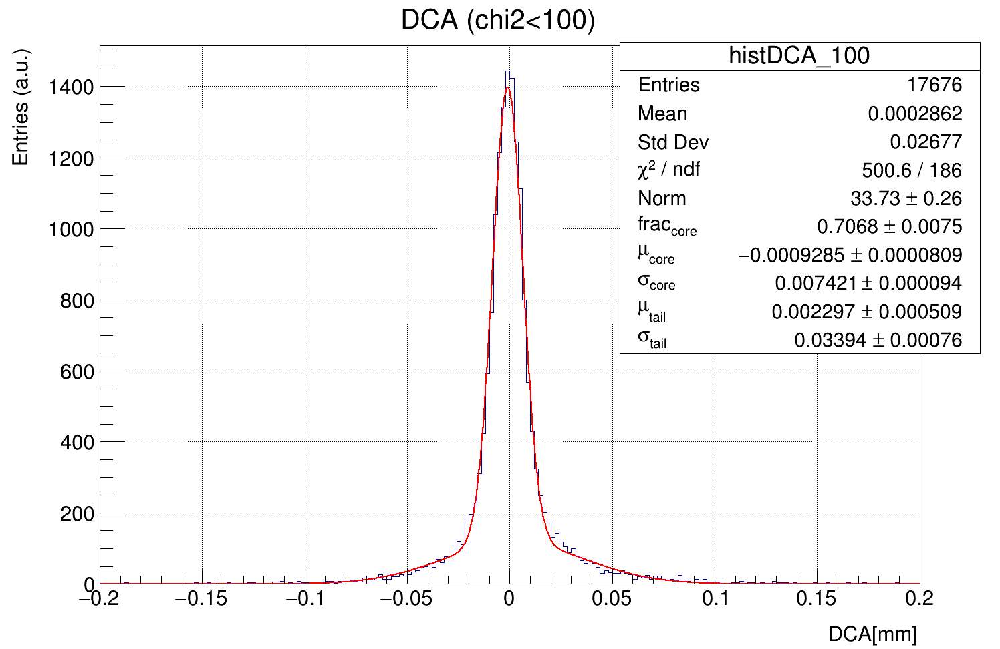 DCA (chi2<100)
histDCA_100
Entries 17676
Mean 0.0002862
Std Dev 0.02677
χ² / ndf 500.6 / 186
Norm 33.73 ± 0.26
frac_core 0.7068 ± 0.0075
μ_core −0.0009285 ± 0.0000809
σ_core 0.007421 ± 0.000094
μ_tail 0.002297 ± 0.000509
σ_tail 0.03394 ± 0.00076
Entries (a.u.)
1400
1200
1000
800
600
400
200
0
−0.2 −0.15 −0.1 −0.05 0 0.05 0.1 0.15 0.2
DCA[mm]